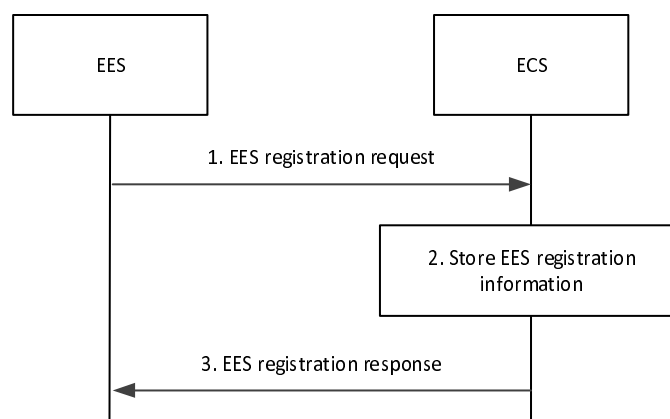 EES
ECS
1. EES registration request
2. Store EES registration
information
3. EES registration response